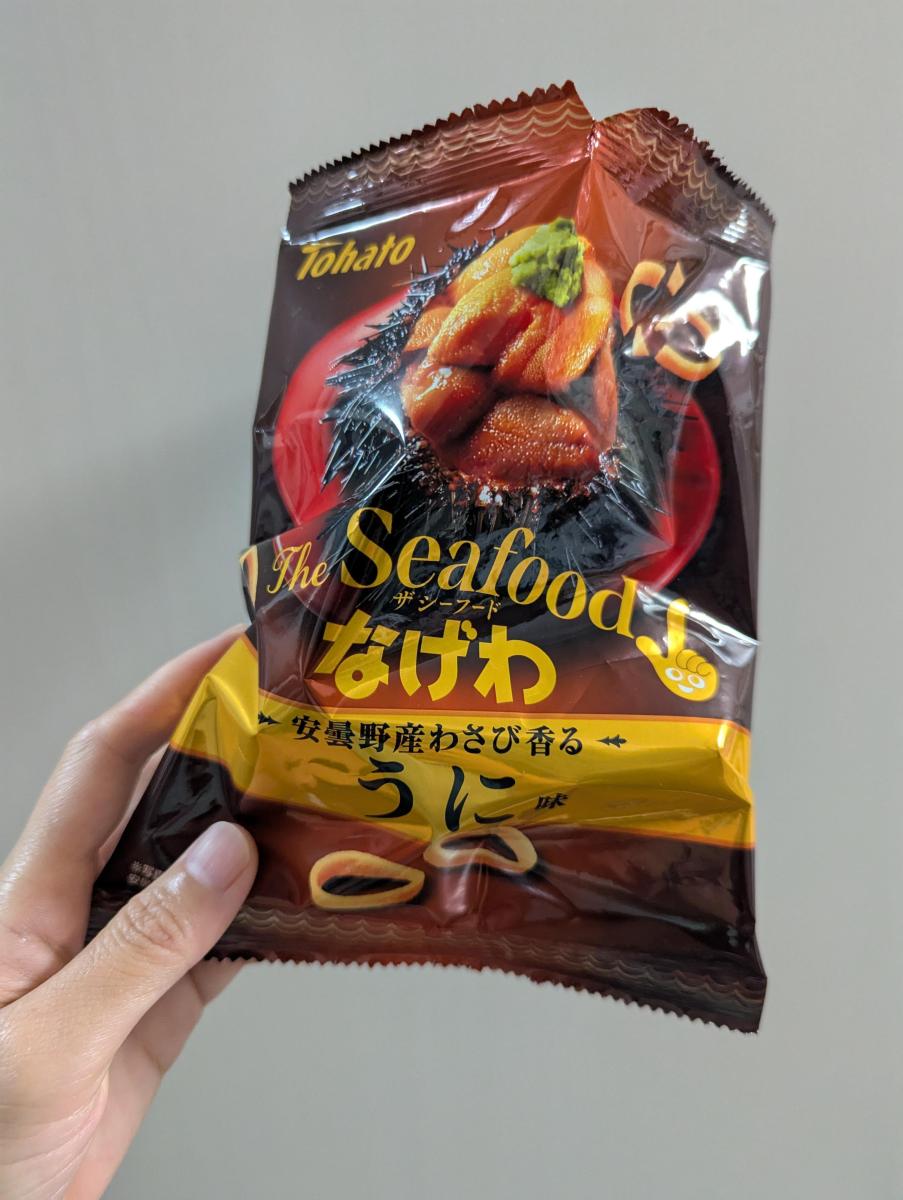 Tohato
The Seafood
ザ シーフード
なげわ
安曇野産わさび香る
うに味